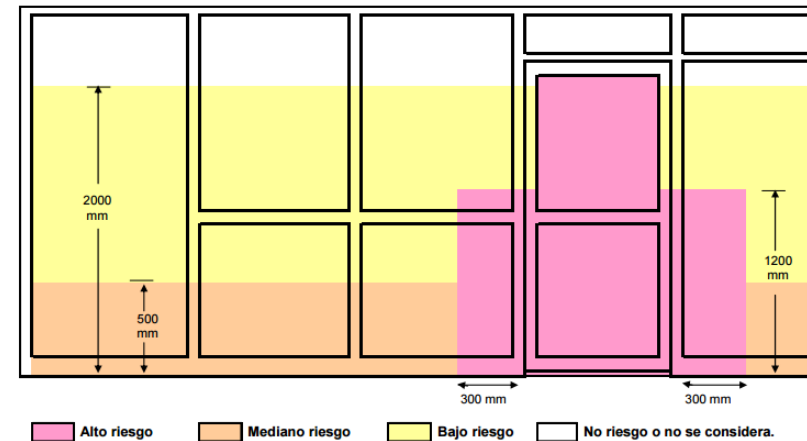 2000
mm
500
mm
1200
mm
300 mm
300 mm
Alto riesgo
Mediano riesgo
Bajo riesgo
No riesgo o no se considera.